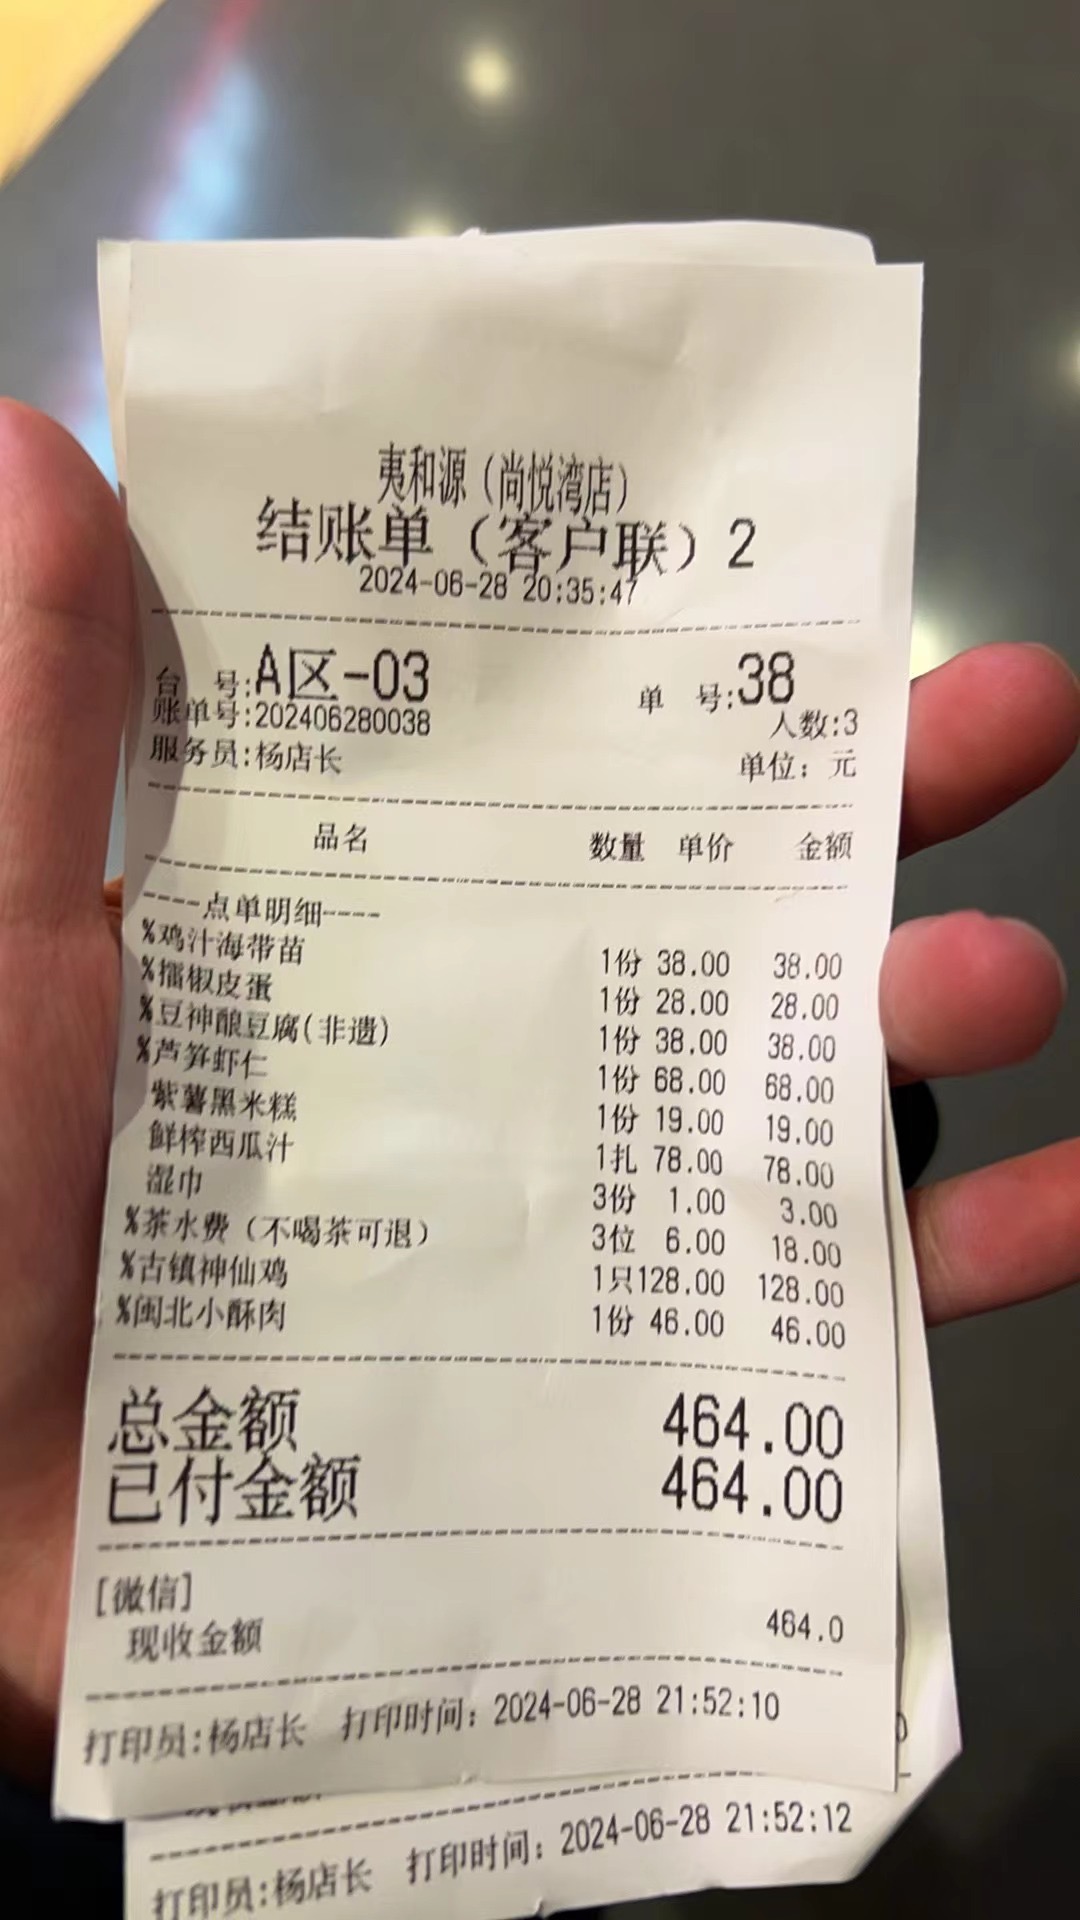 夷和源（尚悦湾店）
结账单（客户联）2
2024-06-28 20:35:47
台 号:A区-03 单 号:38
账单号:202406280038 人数:3
服务员:杨店长 单位：元
品名 数量 单价 金额
----点单明细----
%鸡汁海带苗 1份 38.00 38.00
%擂椒皮蛋 1份 28.00 28.00
%豆神酿豆腐(非遗) 1份 38.00 38.00
%芦笋虾仁 1份 68.00 68.00
紫薯黑米糕 1份 19.00 19.00
鲜榨西瓜汁 1扎 78.00 78.00
湿巾 3份 1.00 3.00
%茶水费（不喝茶可退） 3位 6.00 18.00
%古镇神仙鸡 1只128.00 128.00
%闽北小酥肉 1份 46.00 46.00
总金额 464.00
已付金额 464.00
[微信]
现收金额 464.0
打印员:杨店长 打印时间：2024-06-28 21:52:10
打印员:杨店长 打印时间：2024-06-28 21:52:12